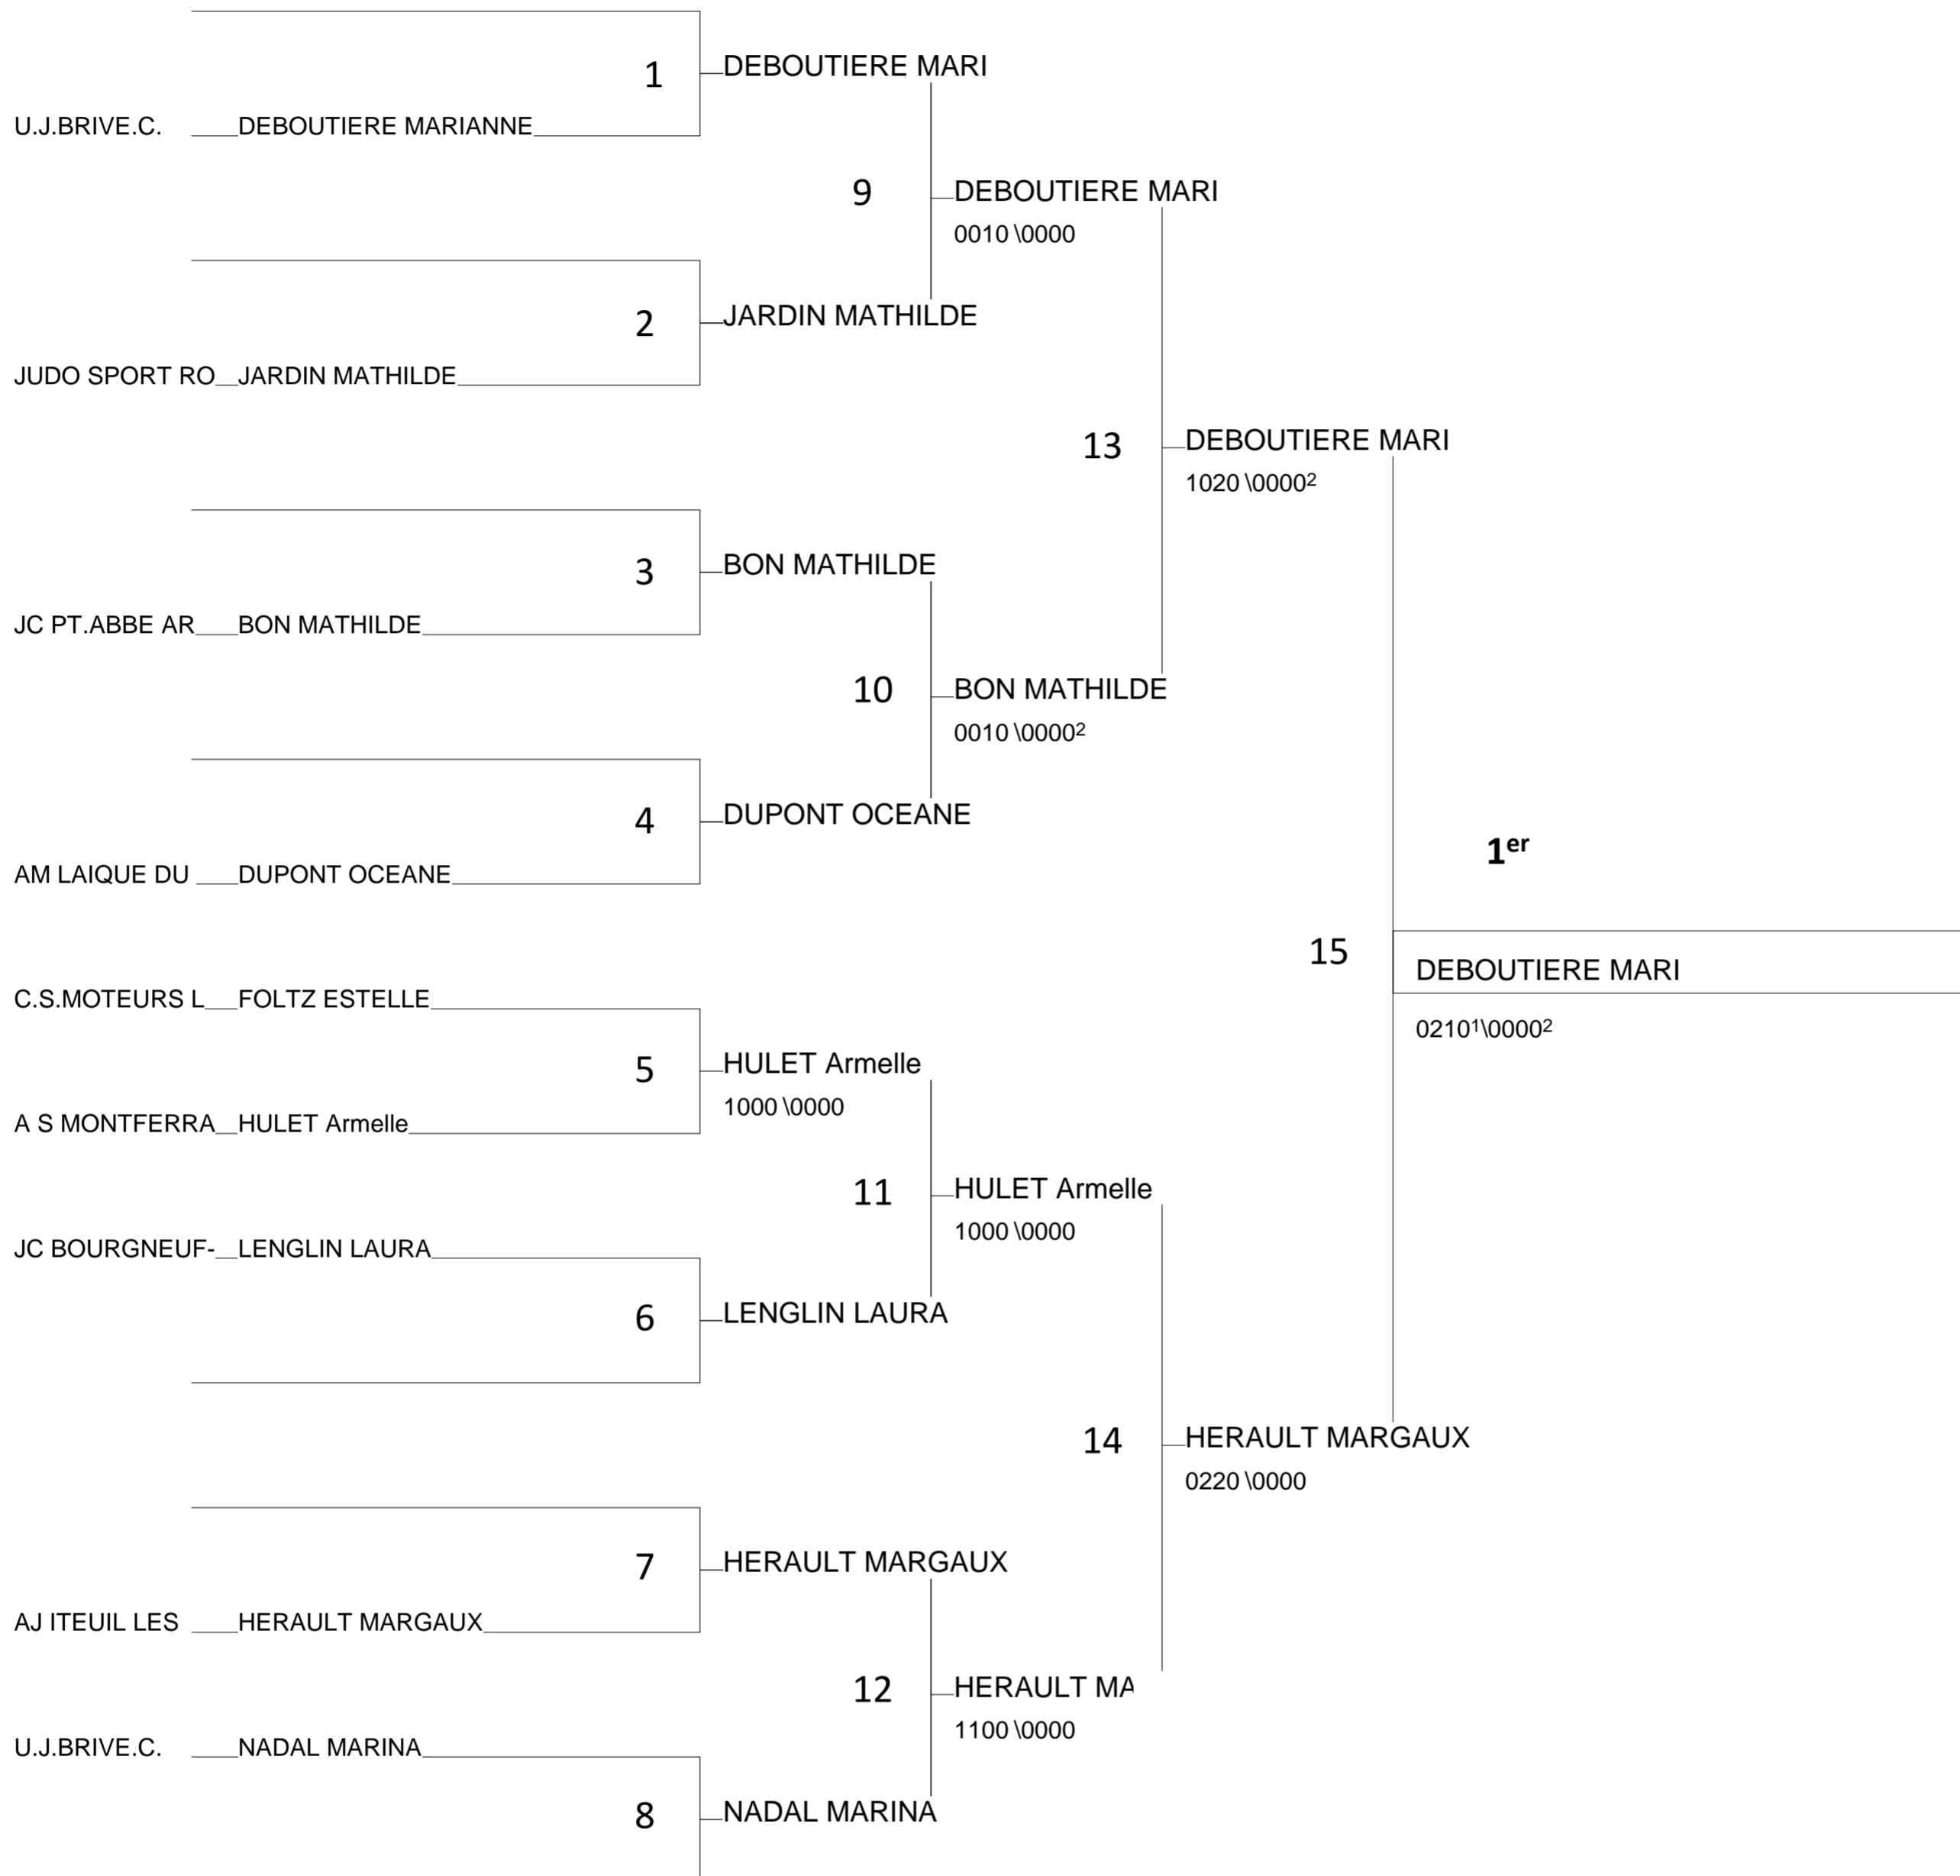 1 DEBOUTIERE MARI
U.J.BRIVE.C. DEBOUTIERE MARIANNE
9 DEBOUTIERE MARI
0010 \0000
2 JARDIN MATHILDE
JUDO SPORT RO JARDIN MATHILDE
13 DEBOUTIERE MARI
1020 \0000²
3 BON MATHILDE
JC PT.ABBE AR BON MATHILDE
10 BON MATHILDE
0010 \0000²
4 DUPONT OCEANE
1er
AM LAIQUE DU DUPONT OCEANE
15 DEBOUTIERE MARI
C.S.MOTEURS L FOLTZ ESTELLE
0210¹\0000²
5 HULET Armelle
1000 \0000
A S MONTFERRA HULET Armelle
11 HULET Armelle
1000 \0000
JC BOURGNEUF- LENGLIN LAURA
6 LENGLIN LAURA
14 HERAULT MARGAUX
0220 \0000
7 HERAULT MARGAUX
AJ ITEUIL LES HERAULT MARGAUX
12 HERAULT MA
1100 \0000
U.J.BRIVE.C. NADAL MARINA
8 NADAL MARINA